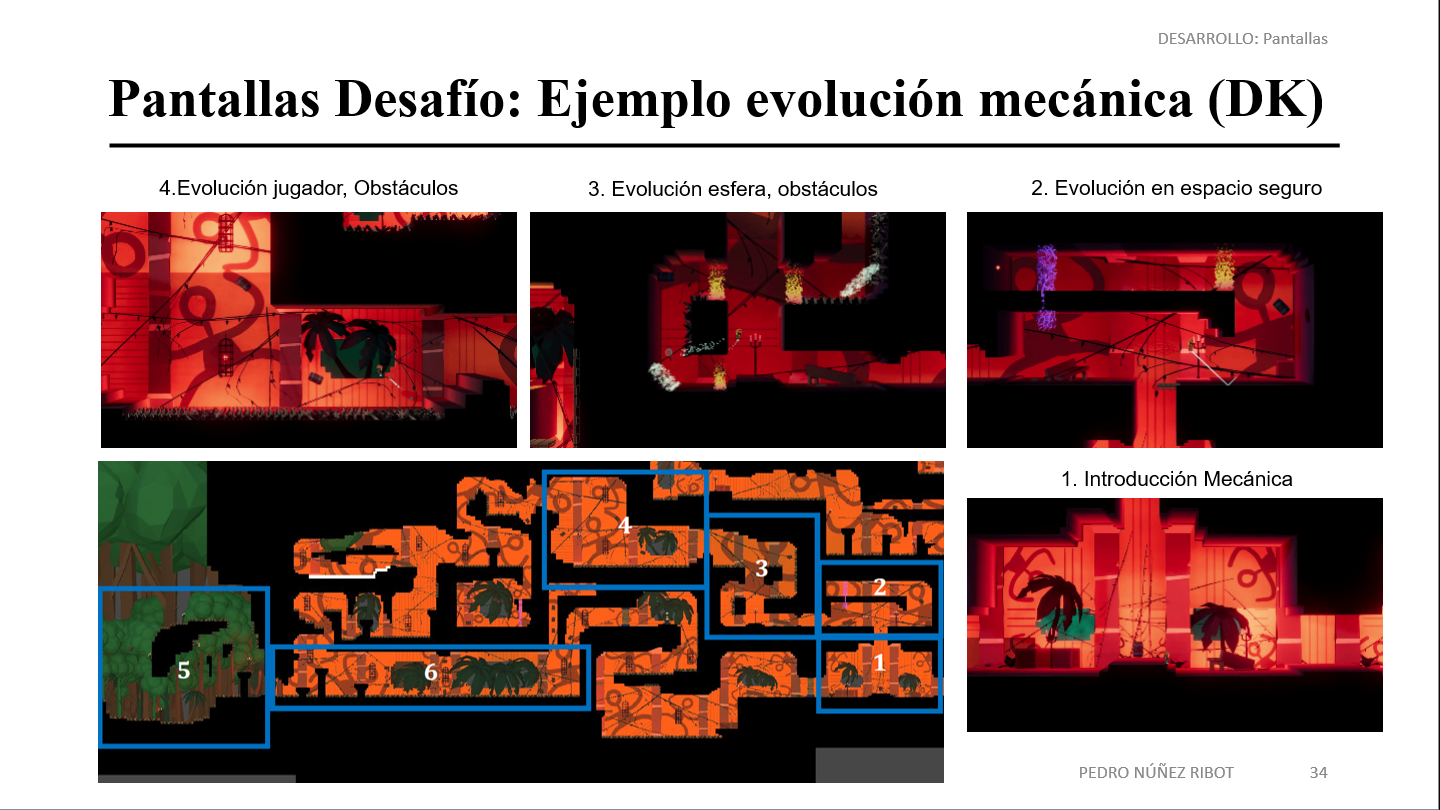 DESARROLLO: Pantallas
Pantallas Desafío: Ejemplo evolución mecánica (DK)
4.Evolución jugador, Obstáculos
3. Evolución esfera, obstáculos
2. Evolución en espacio seguro
1. Introducción Mecánica
4
3
2
1
5
6
PEDRO NÚÑEZ RIBOT
34